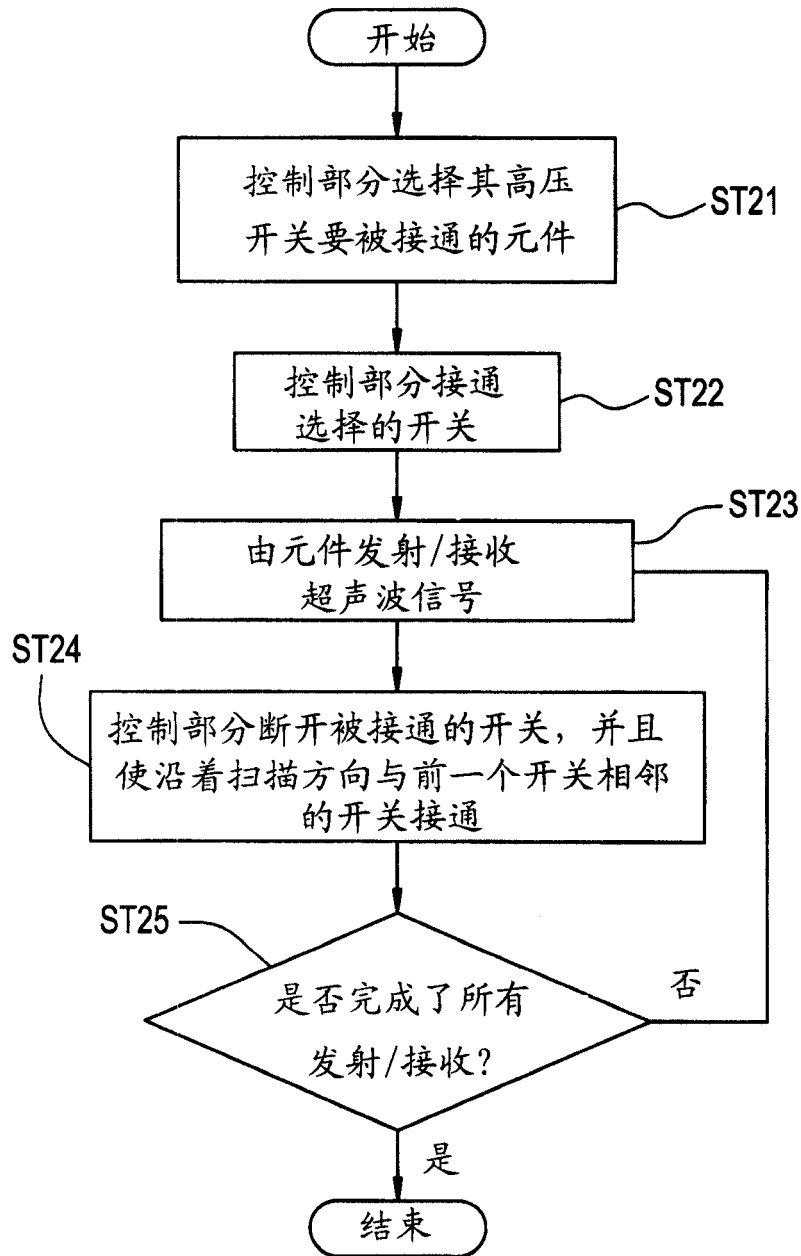 开始
控制部分选择其高压
开关要被接通的元件
ST21
控制部分接通
选择的开关
ST22
ST23
由元件发射/接收
超声波信号
ST24
控制部分断开被接通的开关，并且
使沿着扫描方向与前一个开关相邻
的开关接通
ST25
是否完成了所有
发射/接收?
否
是
结束